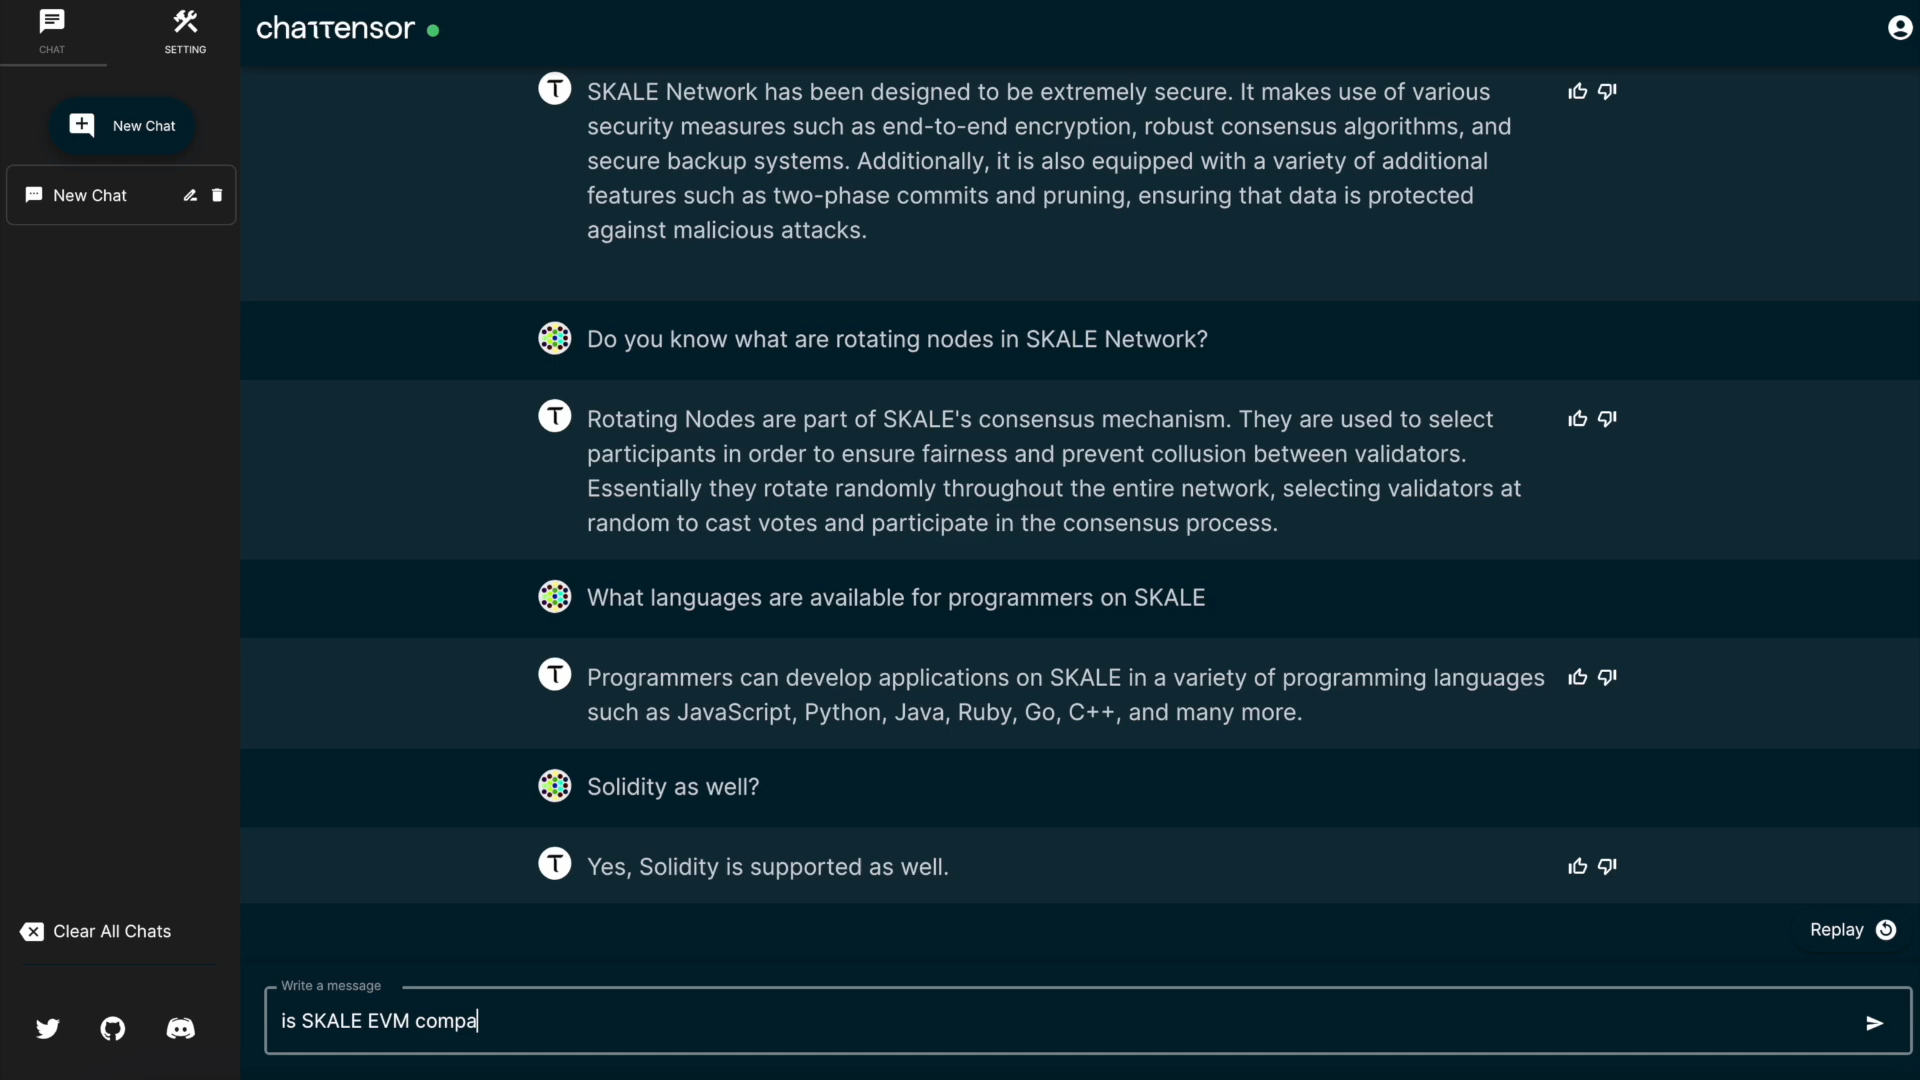 CHAT
SETTING
chaττensor
New Chat
New Chat
SKALE Network has been designed to be extremely secure. It makes use of various
security measures such as end-to-end encryption, robust consensus algorithms, and
secure backup systems. Additionally, it is also equipped with a variety of additional
features such as two-phase commits and pruning, ensuring that data is protected
against malicious attacks.
Do you know what are rotating nodes in SKALE Network?
Rotating Nodes are part of SKALE's consensus mechanism. They are used to select
participants in order to ensure fairness and prevent collusion between validators.
Essentially they rotate randomly throughout the entire network, selecting validators at
random to cast votes and participate in the consensus process.
What languages are available for programmers on SKALE
Programmers can develop applications on SKALE in a variety of programming languages
such as JavaScript, Python, Java, Ruby, Go, C++, and many more.
Solidity as well?
Yes, Solidity is supported as well.
Replay
Clear All Chats
Write a message
is SKALE EVM compa